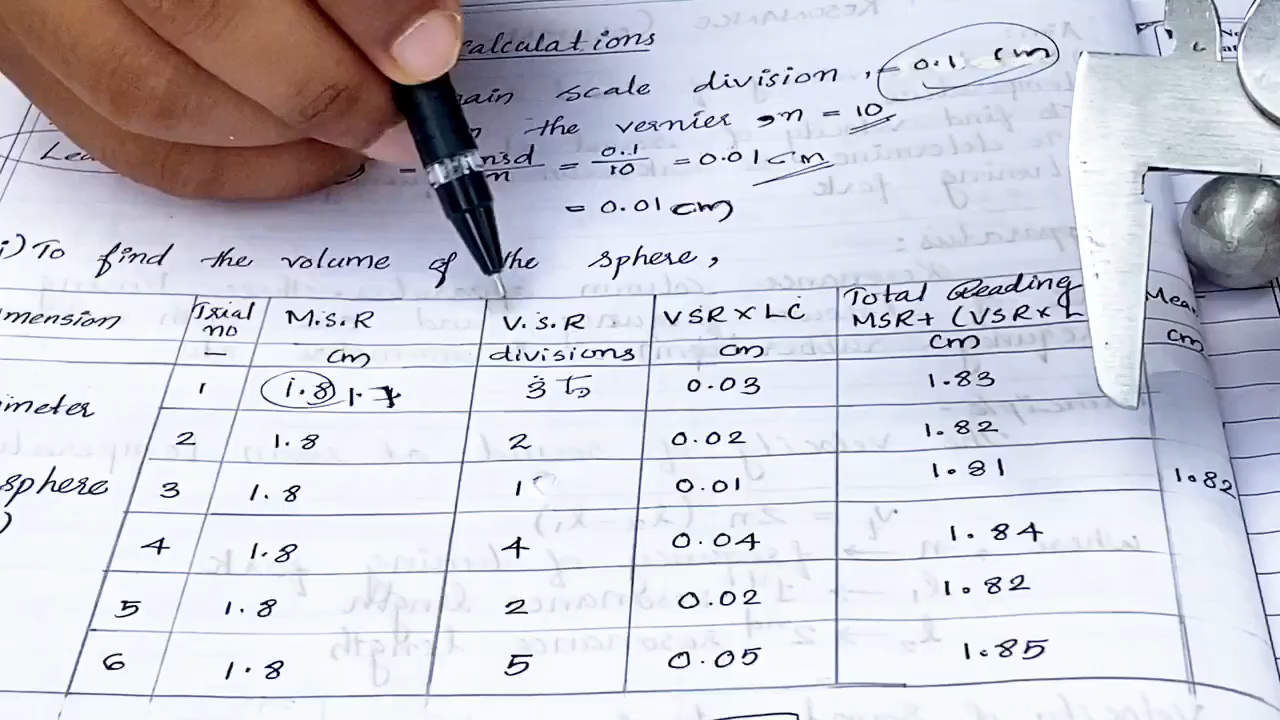 calculations
main scale division, = 0.1 cm
the vernier, n = 10
msd/n = 0.1/10 = 0.01 cm
= 0.01 cm
i) To find the volume of the sphere,
Trial no M.S.R V.S.R VSR X LC Total Reading MSR + (VSR X L
cm divisions cm cm cm
1 1.8 1.7 3 5 0.03 1.83
2 1.8 2 0.02 1.82
3 1.8 1 0.01 1.81 1.82
sphere
4 1.8 4 0.04 1.84
5 1.8 2 0.02 1.82
6 1.8 5 0.05 1.85